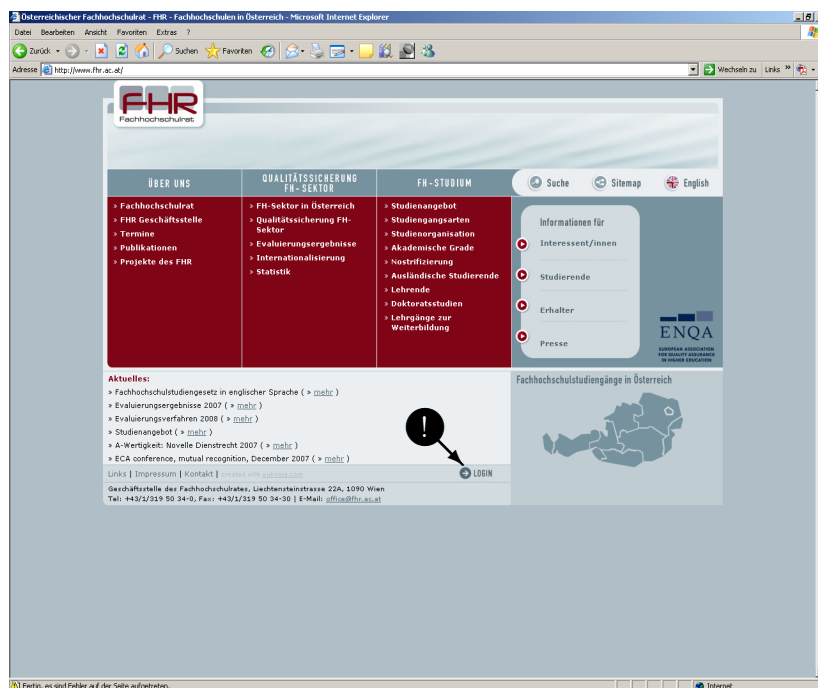 Österreichischer Fachhochschulrat - FHR - Fachhochschulen in Österreich - Microsoft Internet Explorer
Datei Bearbeiten Ansicht Favoriten Extras ?
Zurück Suchen Favoriten
Adresse http://www.fhr.ac.at/ Wechseln zu Links »
FHR
Fachhochschulrat
ÜBER UNS
QUALITÄTSSICHERUNG
FH-SEKTOR
FH-STUDIUM
Suche Sitemap English
» Fachhochschulrat
» FHR Geschäftsstelle
» Termine
» Publikationen
» Projekte des FHR
» FH-Sektor in Österreich
» Qualitätssicherung FH-
Sektor
» Evaluierungsergebnisse
» Internationalisierung
» Statistik
» Studienangebot
» Studiengangsarten
» Studienorganisation
» Akademische Grade
» Nostrifizierung
» Ausländische Studierende
» Lehrende
» Doktoratsstudien
» Lehrgänge zur
Weiterbildung
Informationen für
Interessent/innen
Studierende
Erhalter
Presse
ENQA
EUROPEAN ASSOCIATION
FOR QUALITY ASSURANCE
IN HIGHER EDUCATION
Aktuelles:
» Fachhochschulstudiengesetz in englischer Sprache ( » mehr )
» Evaluierungsergebnisse 2007 ( » mehr )
» Evaluierungsverfahren 2008 ( » mehr )
» Studienangebot ( » mehr )
» A-Wertigkeit: Novelle Dienstrecht 2007 ( » mehr )
» ECA conference, mutual recognition, December 2007 ( » mehr )
Fachhochschulstudiengänge in Österreich
!
Links | Impressum | Kontakt | created with
LOGIN
Geschäftsstelle des Fachhochschulrates, Liechtensteinstrasse 22A, 1090 Wien
Tel: +43/1/319 50 34-0, Fax: +43/1/319 50 34-30 | E-Mail: office@fhr.ac.at
Fertig, es sind Fehler auf der Seite aufgetreten. Internet